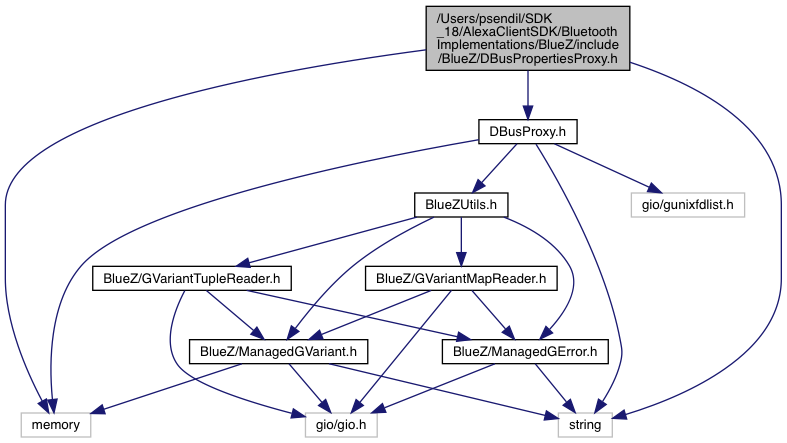 /Users/psendil/SDK
_18/AlexaClientSDK/Bluetooth
Implementations/BlueZ/include
/BlueZ/DBusPropertiesProxy.h
DBusProxy.h
BlueZUtils.h
gio/gunixfdlist.h
BlueZ/GVariantTupleReader.h
BlueZ/GVariantMapReader.h
BlueZ/ManagedGVariant.h
BlueZ/ManagedGError.h
memory
gio/gio.h
string